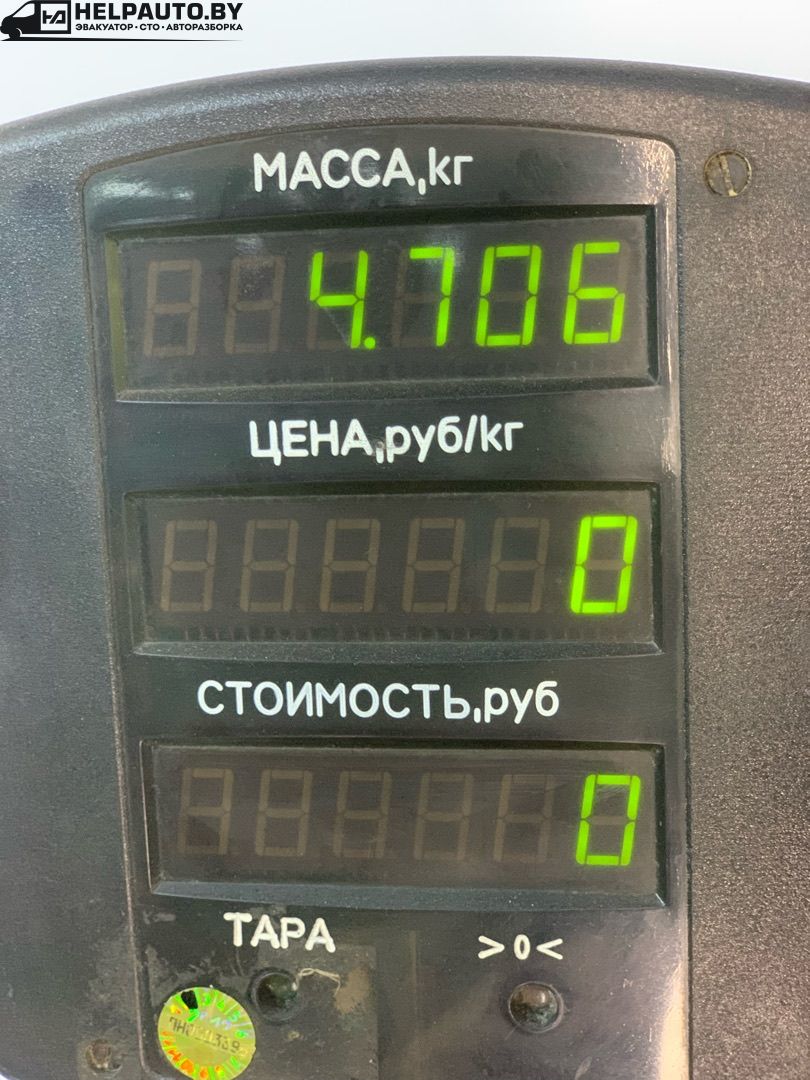 HELPAUTO.BY
ЭВАКУАТОР · СТО · АВТОРАЗБОРКА
МАССА,кг
4.706
ЦЕНА,руб/кг
0
СТОИМОСТЬ,руб
0
ТАРА
>0<